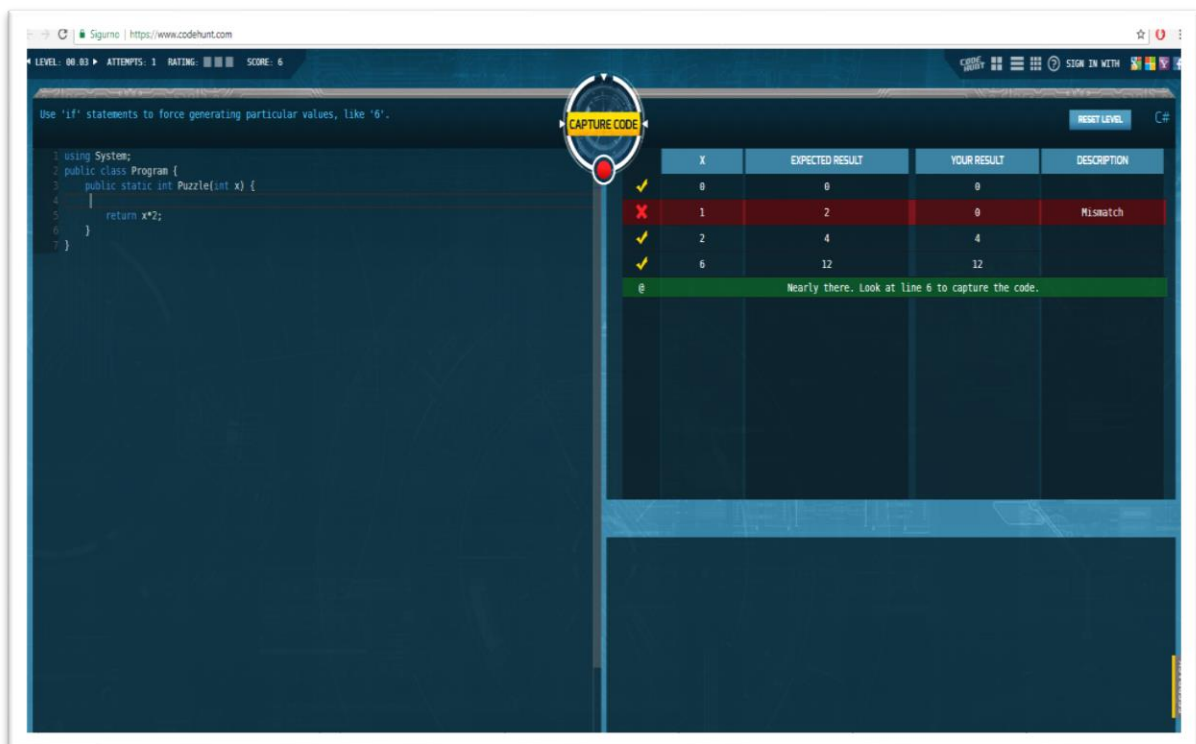 Sigurno | https://www.codehunt.com
LEVEL: 00.03 ATTEMPTS: 1 RATING: SCORE: 6
CODE HUNT
? SIGN IN WITH
Use 'if' statements to force generating particular values, like '6'.
CAPTURE CODE
RESET LEVEL C#
1 using System;
2 public class Program {
3 public static int Puzzle(int x) {
4
5 return x*2;
6 }
7 }
X EXPECTED RESULT YOUR RESULT DESCRIPTION
0 0 0
1 2 0 Mismatch
2 4 4
6 12 12
@ Nearly there. Look at line 6 to capture the code.